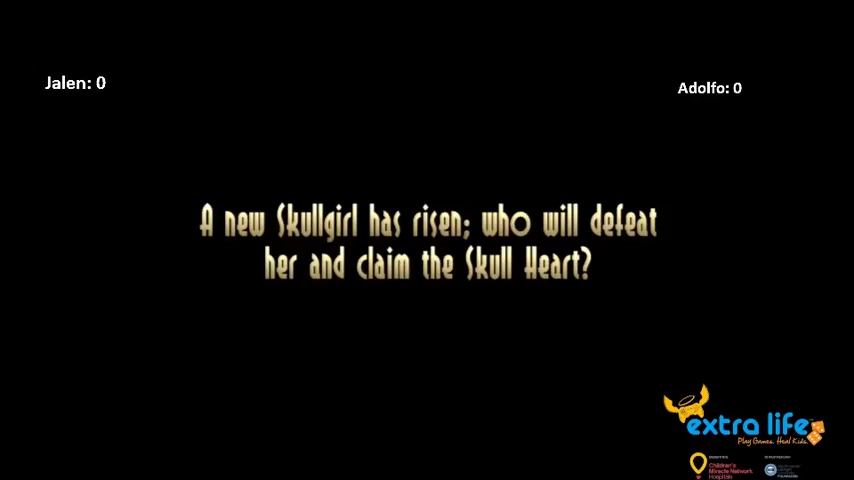 Jalen: 0
Adolfo: 0
A new Skullgirl has risen; who will defeat
her and claim the Skull Heart?
extra life
Play Games. Heal Kids.
Children's
Miracle Network
Hospitals